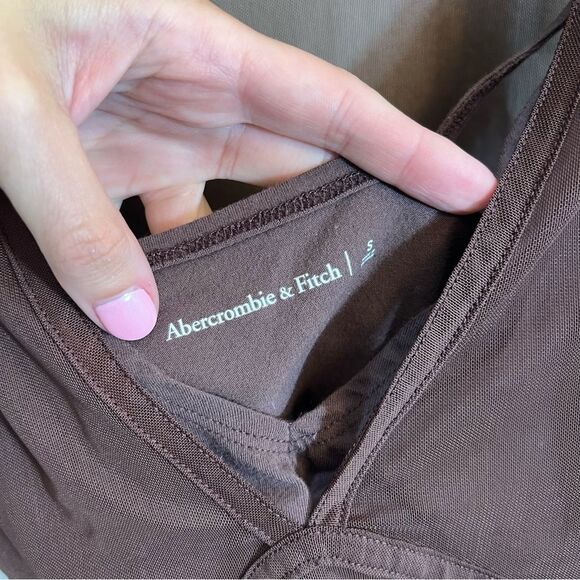 Abercrombie & Fitch | S